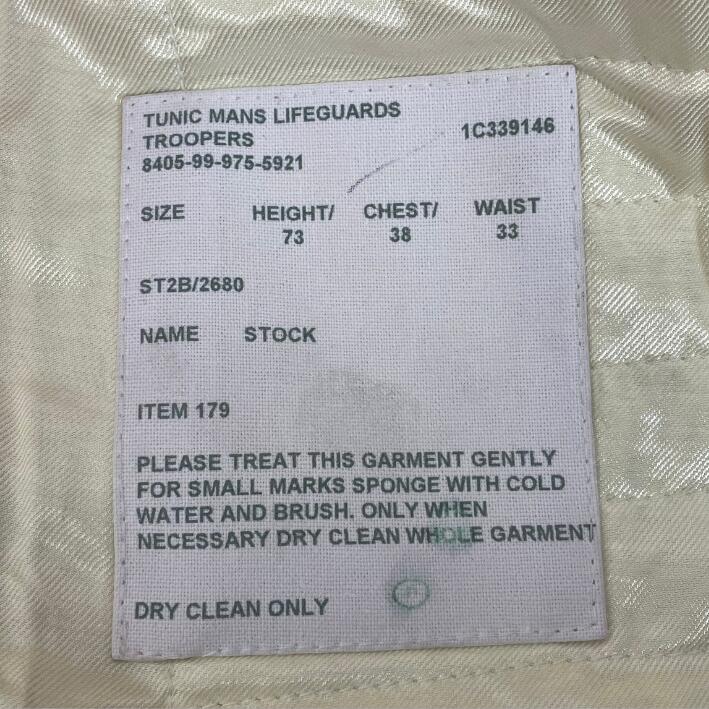 TUNIC MANS LIFEGUARDS
TROOPERS 1C339146
8405-99-975-5921
SIZE HEIGHT/ CHEST/ WAIST
73 38 33
ST2B/2680
NAME STOCK
ITEM 179
PLEASE TREAT THIS GARMENT GENTLY
FOR SMALL MARKS SPONGE WITH COLD
WATER AND BRUSH. ONLY WHEN
NECESSARY DRY CLEAN WHOLE GARMENT
DRY CLEAN ONLY